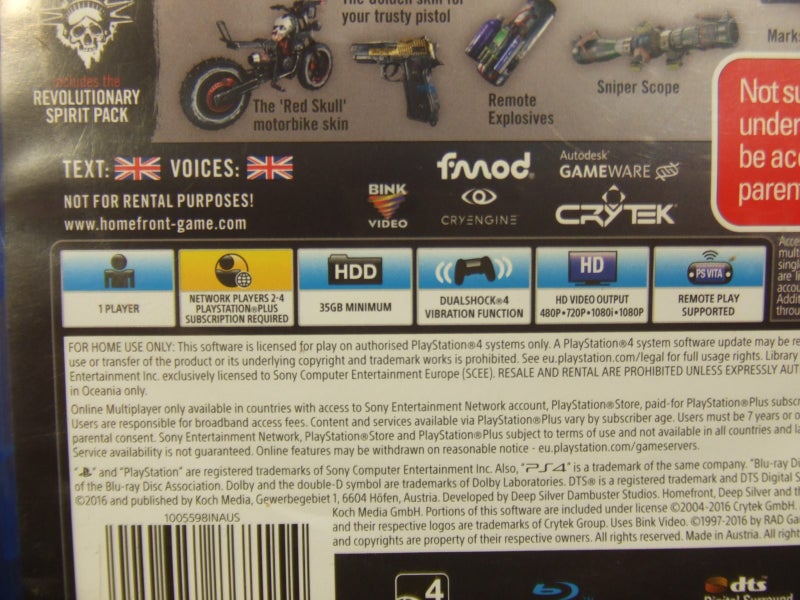 The Golden skin for
your trusty pistol
Includes the
REVOLUTIONARY
SPIRIT PACK
The 'Red Skull'
motorbike skin
Remote
Explosives
Sniper Scope
Mark
Not su
under
be acc
paren
TEXT: VOICES:
NOT FOR RENTAL PURPOSES!
www.homefront-game.com
BINK
VIDEO
fmod
CRYENGINE
Autodesk
GAMEWARE
CRYTEK
1 PLAYER
NETWORK PLAYERS 2-4
PLAYSTATION®PLUS
SUBSCRIPTION REQUIRED
HDD
35GB MINIMUM
DUALSHOCK®4
VIBRATION FUNCTION
HD
HD VIDEO OUTPUT
480P•720P•1080i•1080P
PS VITA
REMOTE PLAY
SUPPORTED
Acce
multi
singl
are li
accou
Addit
throu
FOR HOME USE ONLY: This software is licensed for play on authorised PlayStation®4 systems only. A PlayStation®4 system software update may be re
use or transfer of the product or its underlying copyright and trademark works is prohibited. See eu.playstation.com/legal for full usage rights. Library
Entertainment Inc. exclusively licensed to Sony Computer Entertainment Europe (SCEE). RESALE AND RENTAL ARE PROHIBITED UNLESS EXPRESSLY AUT
in Oceania only.
Online Multiplayer only available in countries with access to Sony Entertainment Network account, PlayStation®Store, paid-for PlayStation®Plus subscr
Users are responsible for broadband access fees. Content and services available via PlayStation®Plus vary by subscriber age. Users must be 7 years or o
parental consent. Sony Entertainment Network, PlayStation®Store and PlayStation®Plus subject to terms of use and not available in all countries and la
Service availability is not guaranteed. Online features may be withdrawn on reasonable notice - eu.playstation.com/gameservers.
" " and "PlayStation" are registered trademarks of Sony Computer Entertainment Inc. Also, "PS4" is a trademark of the same company. "Blu-ray Di
of the Blu-ray Disc Association. Dolby and the double-D symbol are trademarks of Dolby Laboratories. DTS® is a registered trademark and DTS Digital S
©2016 and published by Koch Media, Gewerbegebiet 1, 6604 Höfen, Austria. Developed by Deep Silver Dambuster Studios. Homefront, Deep Silver and th
Koch Media GmbH. Portions of this software are included under license ©2004-2016 Crytek GmbH.
and their respective logos are trademarks of Crytek Group. Uses Bink Video. ©1997-2016 by RAD Ga
and copyrights are property of their respective owners. All rights reserved. Made in Austria. All right
1005598INAUS
4
dts
Digital Surround